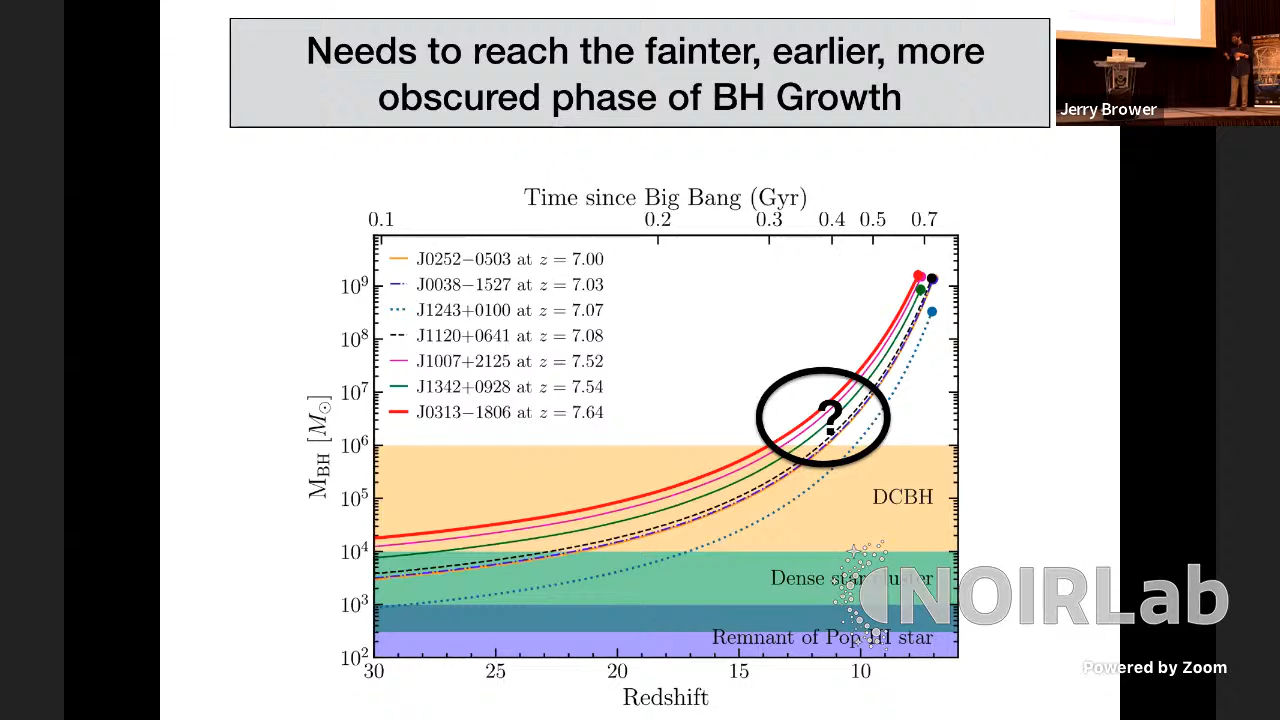 Needs to reach the fainter, earlier, more
obscured phase of BH Growth
Jerry Brower
Time since Big Bang (Gyr)
0.1 0.2 0.3 0.4 0.5 0.7
J0252−0503 at z = 7.00
J0038−1527 at z = 7.03
J1243+0100 at z = 7.07
J1120+0641 at z = 7.08
J1007+2125 at z = 7.52
J1342+0928 at z = 7.54
J0313−1806 at z = 7.64
10⁹
10⁸
10⁷
10⁶
10⁵
10⁴
10³
10²
M_BH [M_⊙]
?
DCBH
Dense star cluster
Remnant of Pop III star
30 25 20 15 10
Redshift
NOIRLab
Powered by Zoom